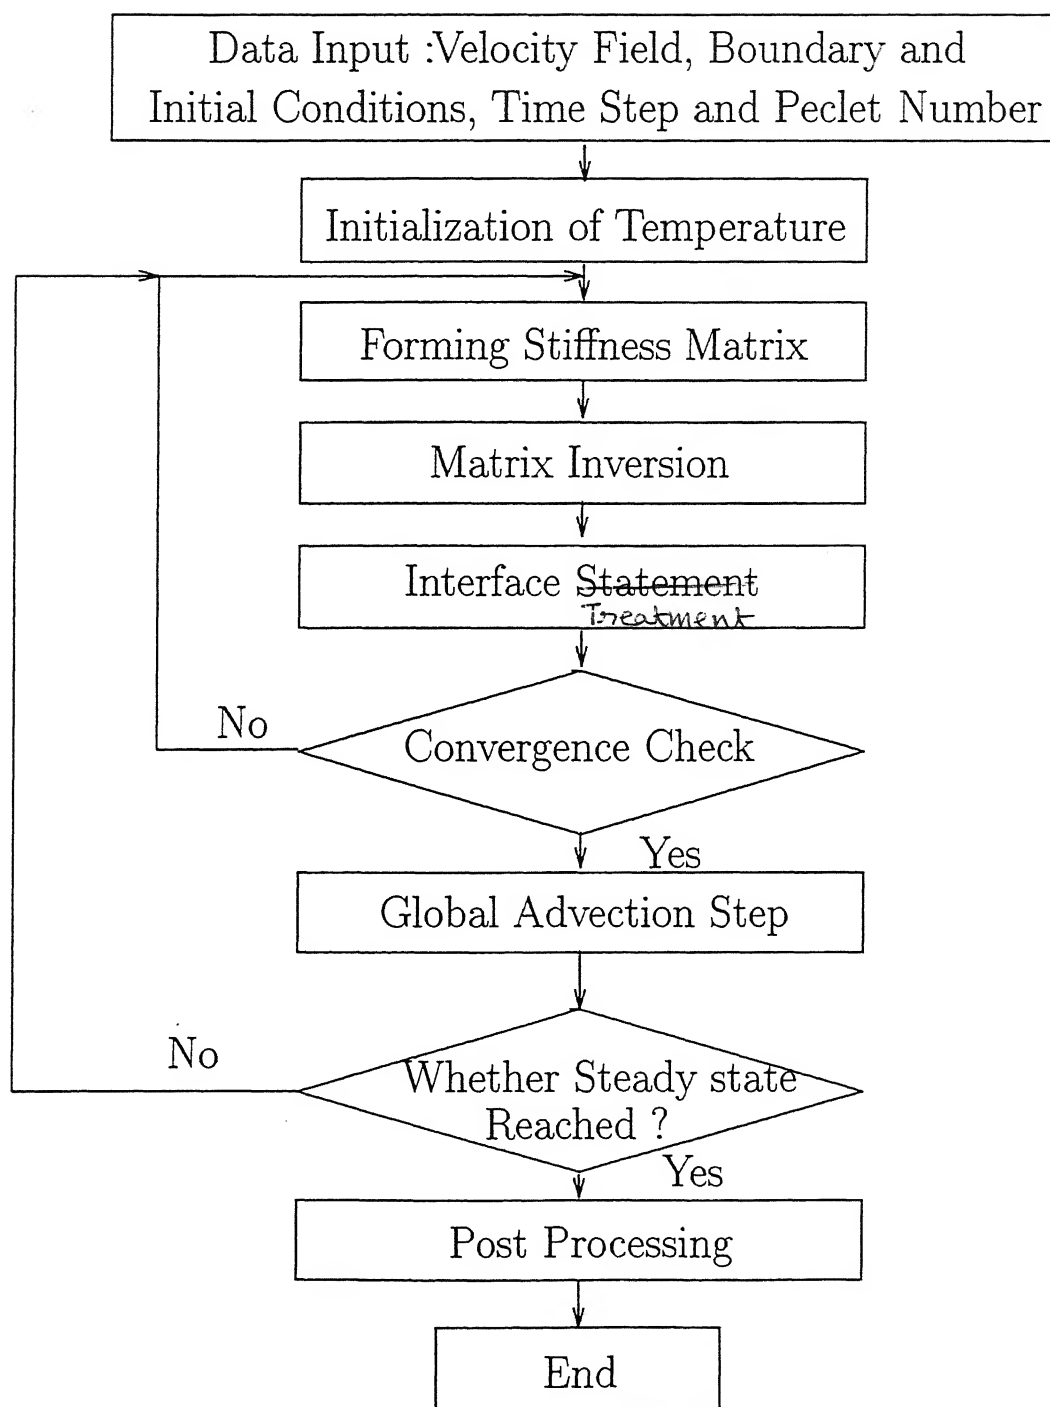 Data Input :Velocity Field, Boundary and
Initial Conditions, Time Step and Peclet Number
Initialization of Temperature
Forming Stiffness Matrix
Matrix Inversion
Interface Statement
Treatment
No
Convergence Check
Yes
Global Advection Step
No
Whether Steady state
Reached ?
Yes
Post Processing
End